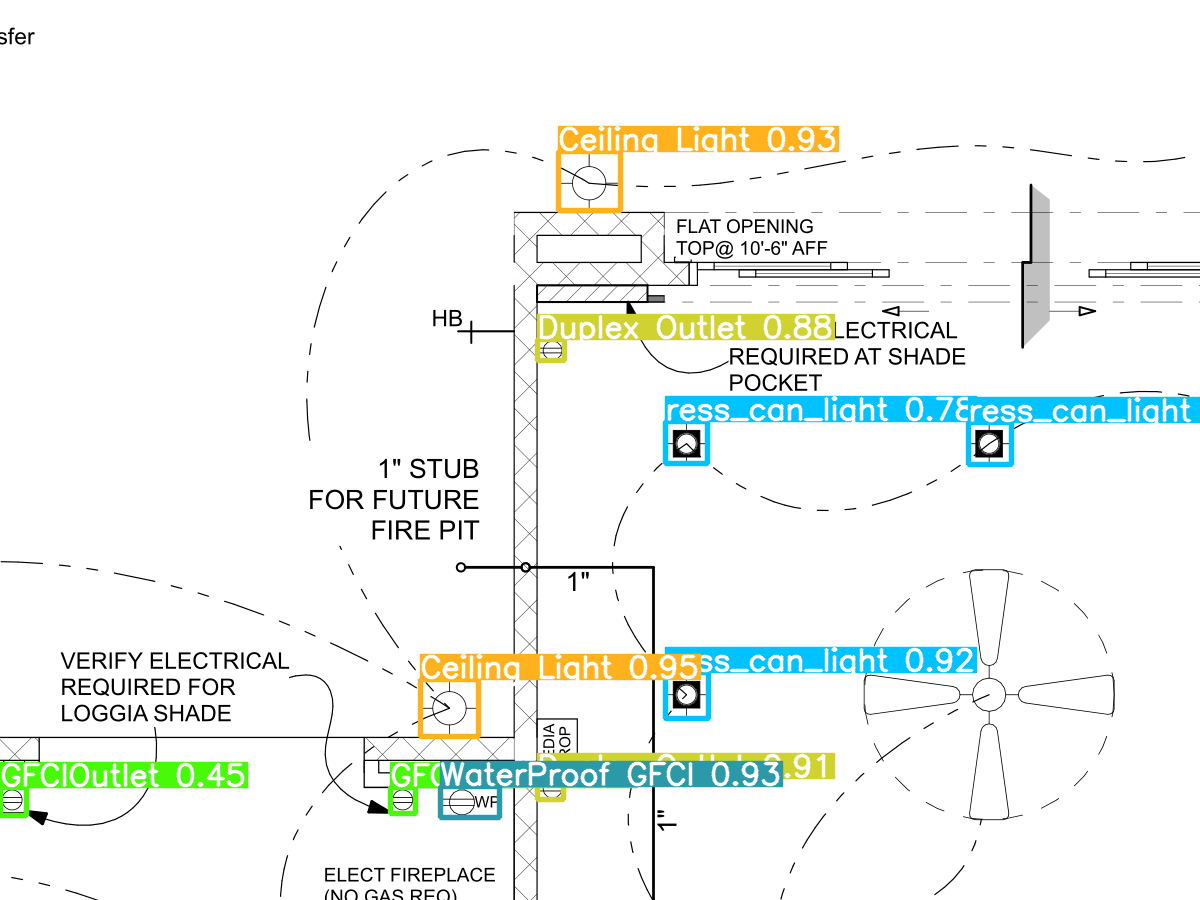 sfer
Ceiling Light 0.93
FLAT OPENING
TOP@ 10'-6" AFF
HB
Duplex Outlet 0.88
LECTRICAL
REQUIRED AT SHADE
POCKET
ress_can_light 0.78
ress_can_light
1" STUB
FOR FUTURE
FIRE PIT
1"
VERIFY ELECTRICAL
REQUIRED FOR
LOGGIA SHADE
Ceiling Light 0.95
ss_can_light 0.92
EDIA
ROP
GFCIOutlet 0.45
GFC
WaterProof GFCI 0.93
0.91
WP
1"
ELECT FIREPLACE
(NO GAS REQ)